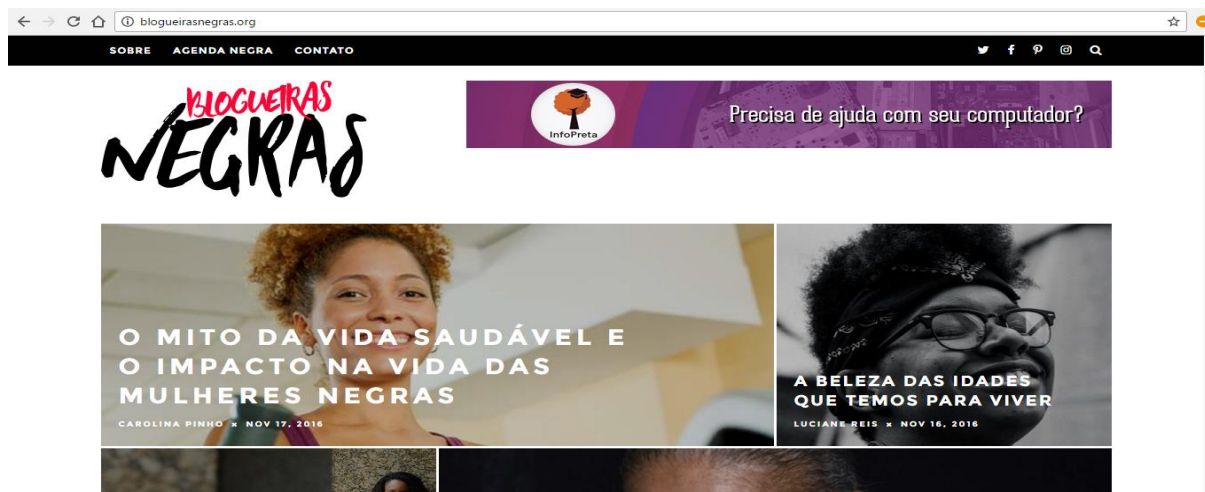 blogueirasnegras.org
SOBRE AGENDA NEGRA CONTATO
BLOGUEIRAS
NEGRAS
InfoPreta
Precisa de ajuda com seu computador?
O MITO DA VIDA SAUDÁVEL E
O IMPACTO NA VIDA DAS
MULHERES NEGRAS
CAROLINA PINHO × NOV 17, 2016
A BELEZA DAS IDADES
QUE TEMOS PARA VIVER
LUCIANE REIS × NOV 16, 2016